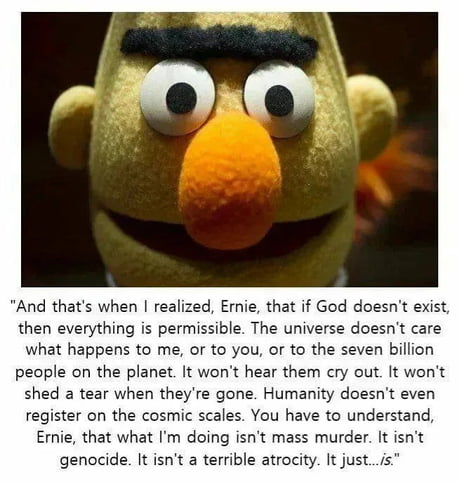 "And that's when I realized, Ernie, that if God doesn't exist,
then everything is permissible. The universe doesn't care
what happens to me, or to you, or to the seven billion
people on the planet. It won't hear them cry out. It won't
shed a tear when they're gone. Humanity doesn't even
register on the cosmic scales. You have to understand,
Ernie, that what I'm doing isn't mass murder. It isn't
genocide. It isn't a terrible atrocity. It just...is."